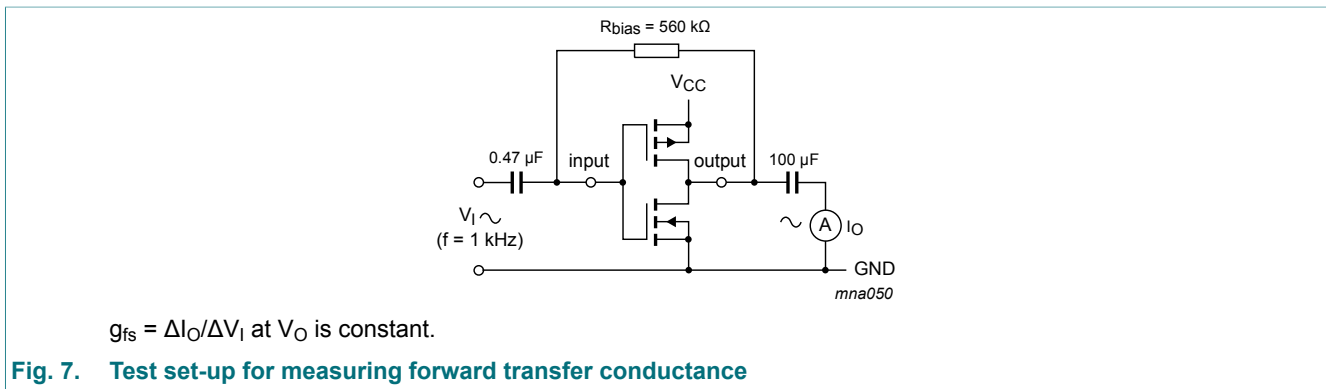 Rbias = 560 kΩ
VCC
0.47 μF input output 100 μF
VI
(f = 1 kHz)
A IO
GND
mna050
gfs = ΔIO/ΔVI at VO is constant.
Fig. 7. Test set-up for measuring forward transfer conductance